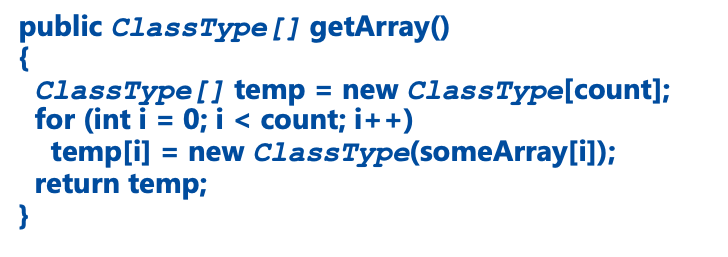 public ClassType[] getArray()
{
ClassType[] temp = new ClassType[count];
for (int i = 0; i < count; i++)
temp[i] = new ClassType(someArray[i]);
return temp;
}